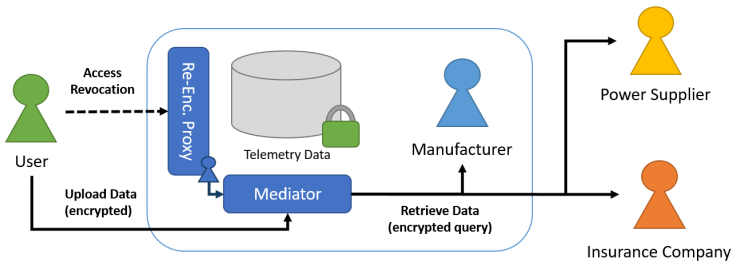 Access
Revocation
Re-Enc. Proxy
Telemetry Data
Manufacturer
Power Supplier
User
Upload Data
(encrypted)
Mediator
Retrieve Data
(encrypted query)
Insurance Company